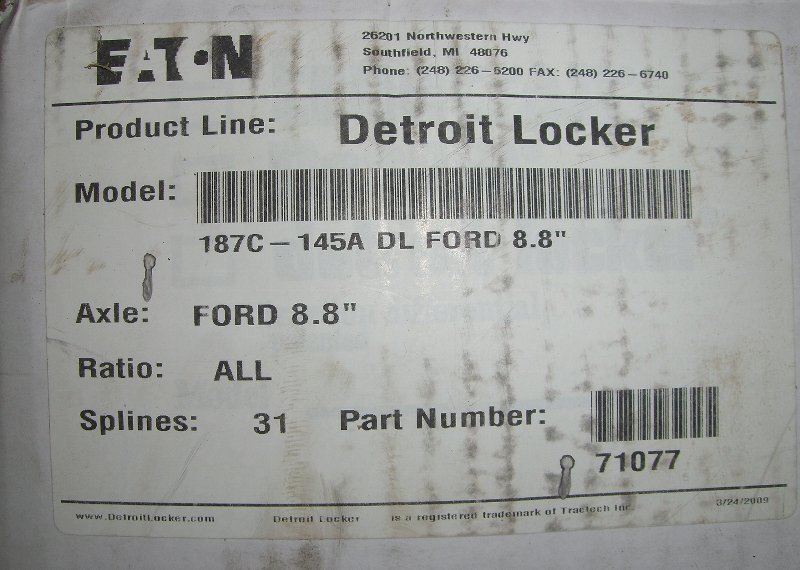 EAT•N
26201 Northwestern Hwy
Southfield, MI 48076
Phone: (248) 226-5200 FAX: (248) 226-6740
Product Line: Detroit Locker
Model:
187C-145A DL FORD 8.8"
Axle: FORD 8.8"
Ratio: ALL
Splines: 31 Part Number:
71077
www.DetroitLocker.com Detroit Locker is a registered trademark of Tractech Inc. 3/24/2009